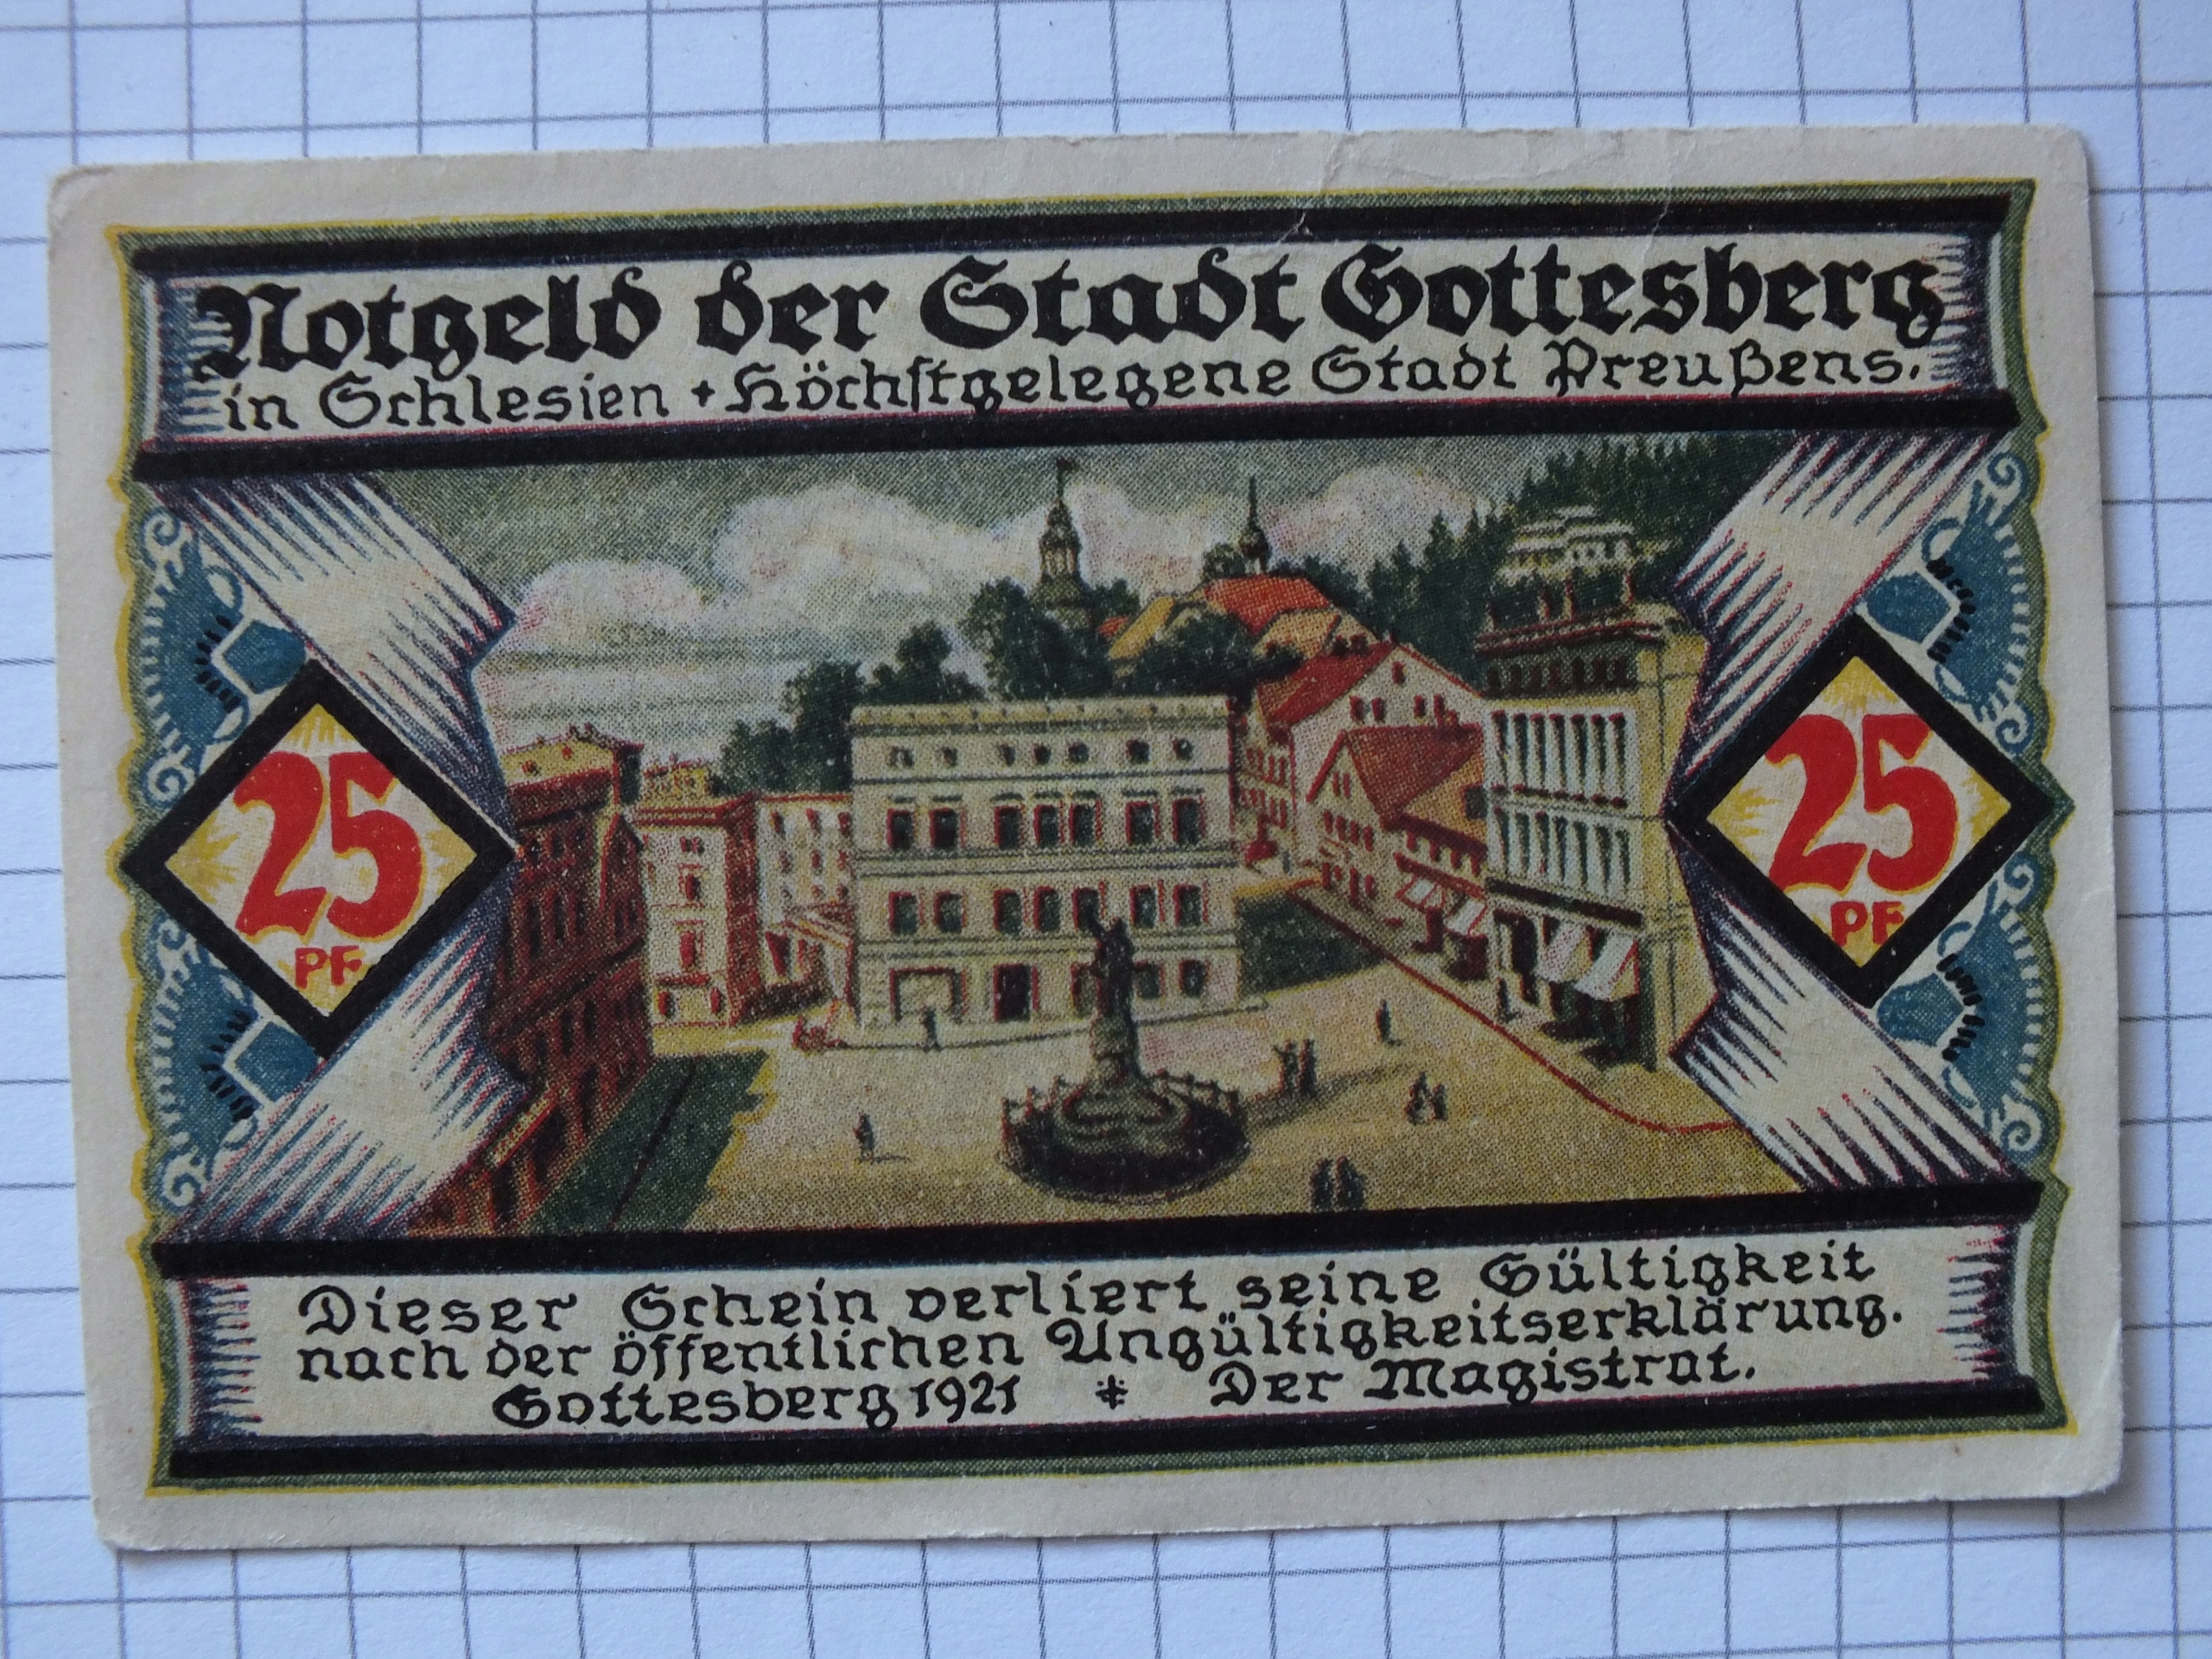 Notgeld der Stadt Gottesberg
in Schlesien + Höchstgelegene Stadt Preußens.
25
PF
25
PF
Dieser Schein verliert seine Gültigkeit
nach der öffentlichen Ungültigkeitserklärung.
Gottesberg 1921 * Der Magistrat.